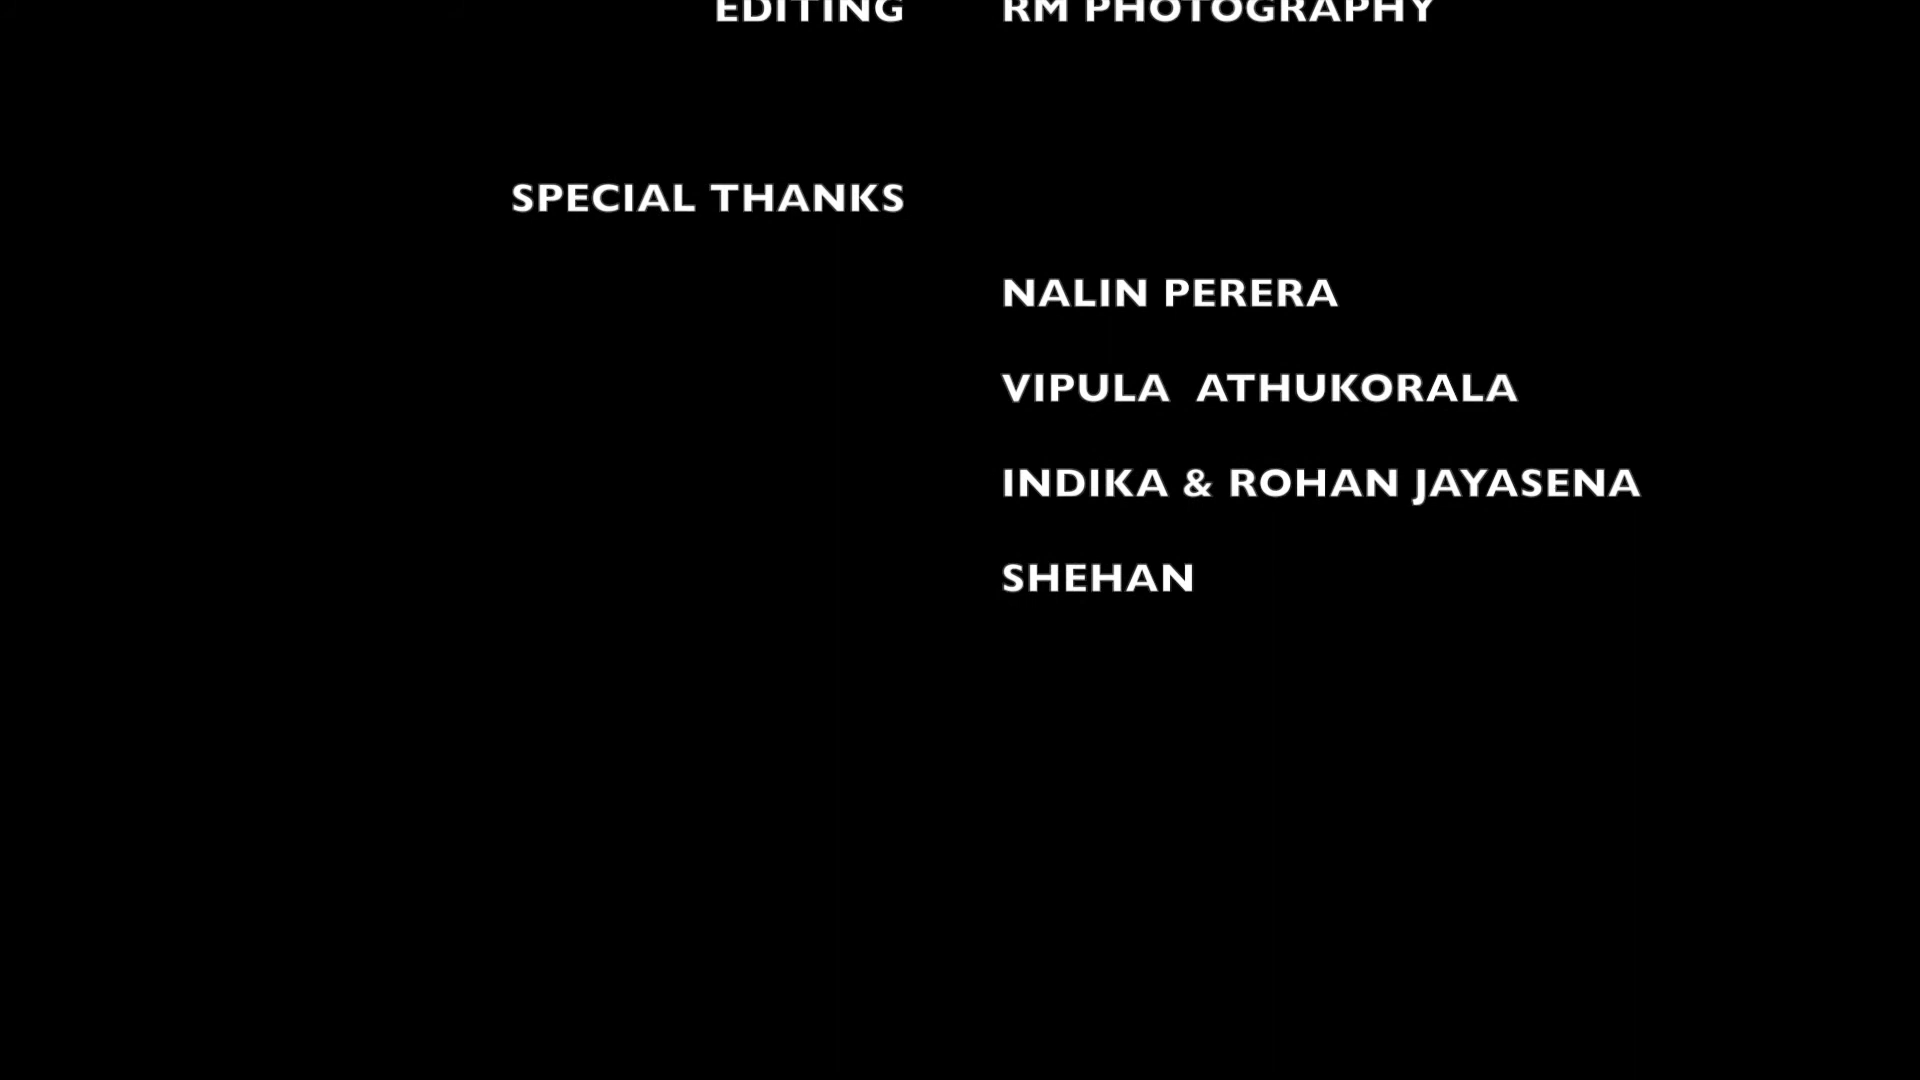 EDITING RM PHOTOGRAPHY
SPECIAL THANKS
NALIN PERERA
VIPULA ATHUKORALA
INDIKA & ROHAN JAYASENA
SHEHAN